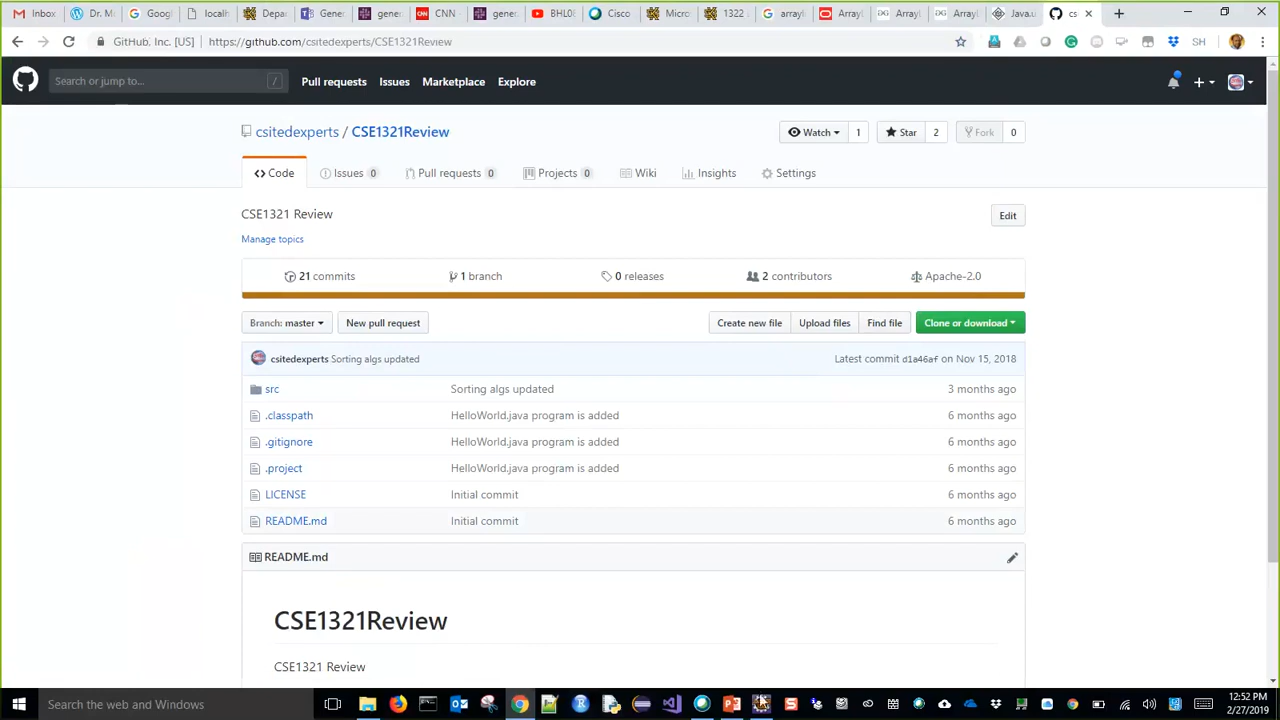 Inbox
Dr. M
Googl
localh
Depar
Gener
gener
CNN
gener
BHL0
Cisco
Micro
1322
arrayl
Arrayl
Arrayl
Arrayl
Java.u
cs
GitHub, Inc. [US] https://github.com/csitedexperts/CSE1321Review
SH
Search or jump to... /
Pull requests
Issues
Marketplace
Explore
csitedexperts / CSE1321Review
Watch 1
Star 2
Fork 0
Code
Issues 0
Pull requests 0
Projects 0
Wiki
Insights
Settings
CSE1321 Review
Edit
Manage topics
21 commits
1 branch
0 releases
2 contributors
Apache-2.0
Branch: master
New pull request
Create new file
Upload files
Find file
Clone or download
csitedexperts Sorting algs updated
Latest commit d1a46af on Nov 15, 2018
src Sorting algs updated 3 months ago
.classpath HelloWorld.java program is added 6 months ago
.gitignore HelloWorld.java program is added 6 months ago
.project HelloWorld.java program is added 6 months ago
LICENSE Initial commit 6 months ago
README.md Initial commit 6 months ago
README.md
CSE1321Review
CSE1321 Review
Search the web and Windows
12:52 PM
2/27/2019